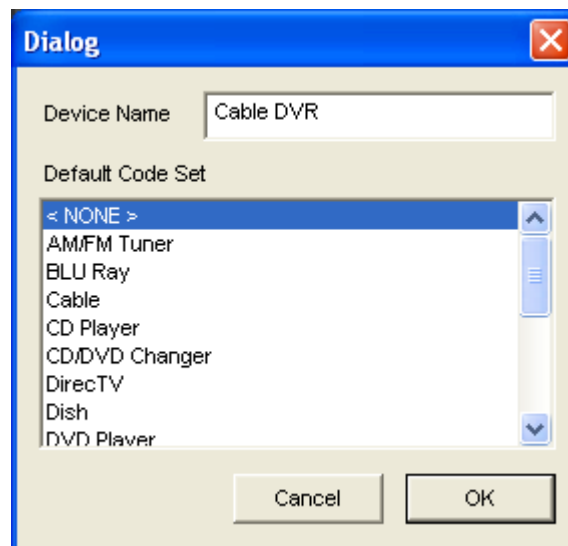 Dialog
Device Name Cable DVR
Default Code Set
< NONE >
AM/FM Tuner
BLU Ray
Cable
CD Player
CD/DVD Changer
DirecTV
Dish
DVD Player
Cancel OK